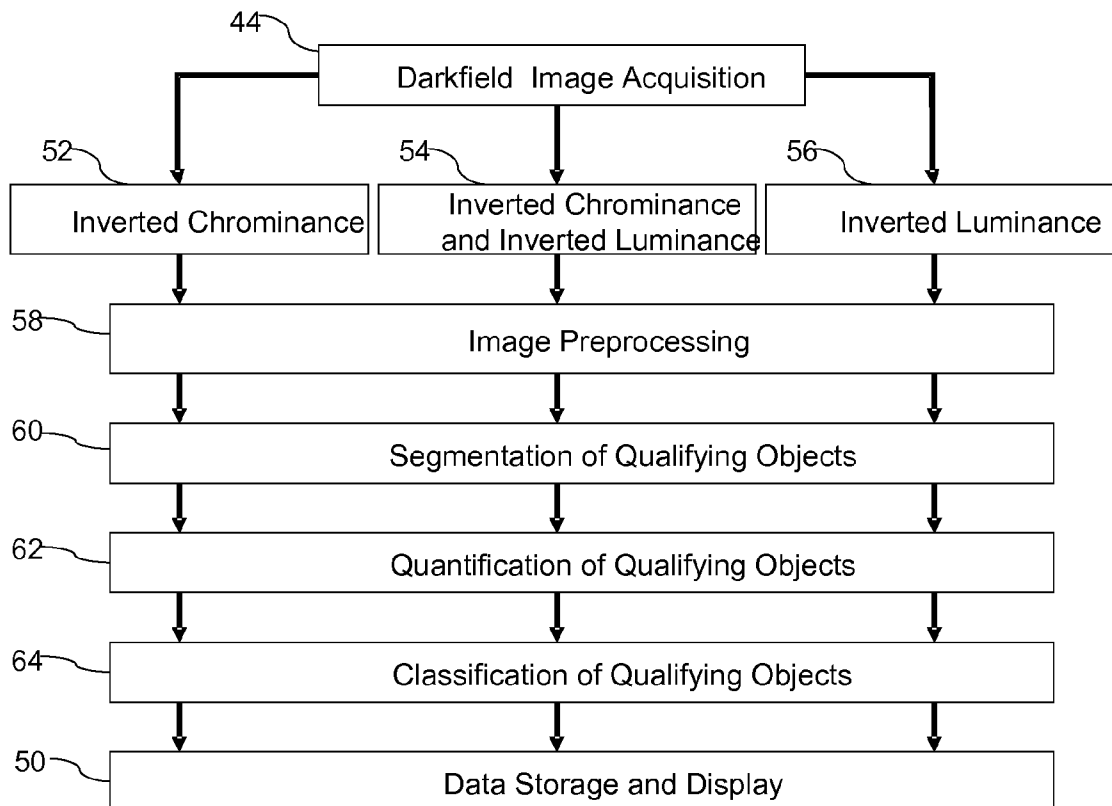 44
Darkfield Image Acquisition
52
54
56
Inverted Chrominance
Inverted Chrominance
and Inverted Luminance
Inverted Luminance
58
Image Preprocessing
60
Segmentation of Qualifying Objects
62
Quantification of Qualifying Objects
64
Classification of Qualifying Objects
50
Data Storage and Display